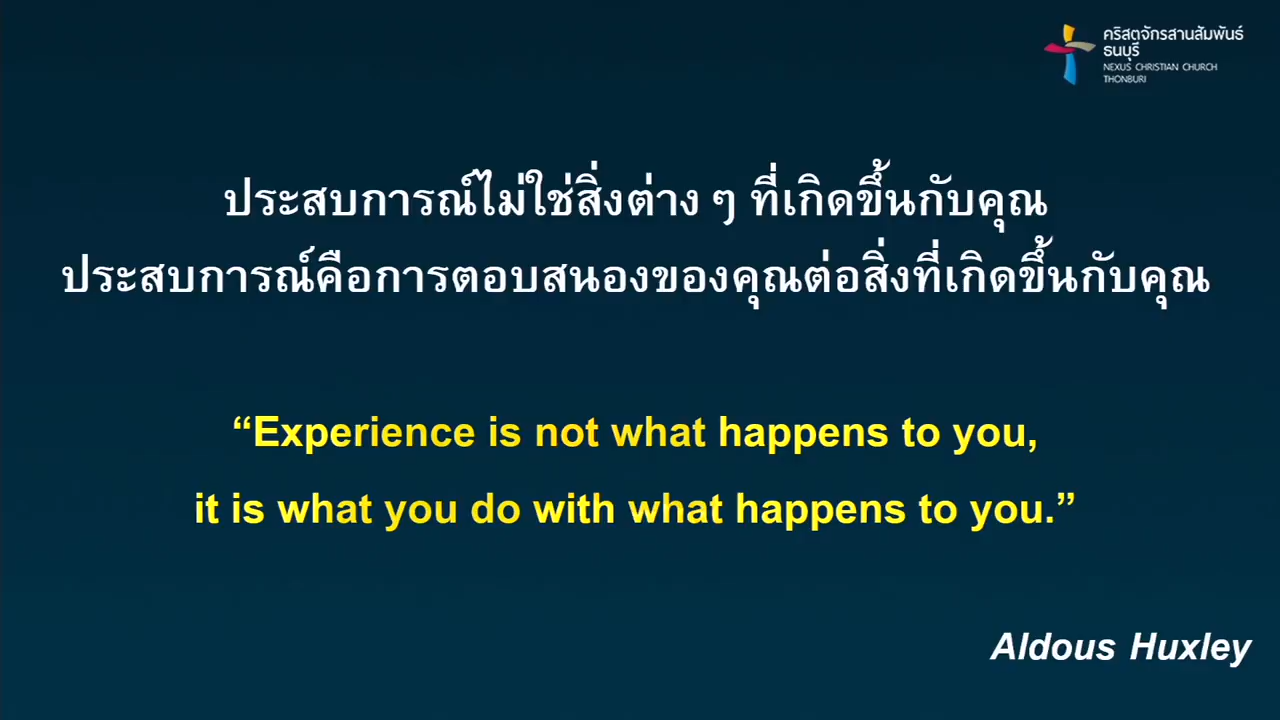 คริสตจักรสานสัมพันธ์
ธนบุรี
NEXUS CHRISTIAN CHURCH
THONBURI
ประสบการณ์ไม่ใช่สิ่งต่าง ๆ ที่เกิดขึ้นกับคุณ
ประสบการณ์คือการตอบสนองของคุณต่อสิ่งที่เกิดขึ้นกับคุณ
“Experience is not what happens to you,
it is what you do with what happens to you.”
Aldous Huxley